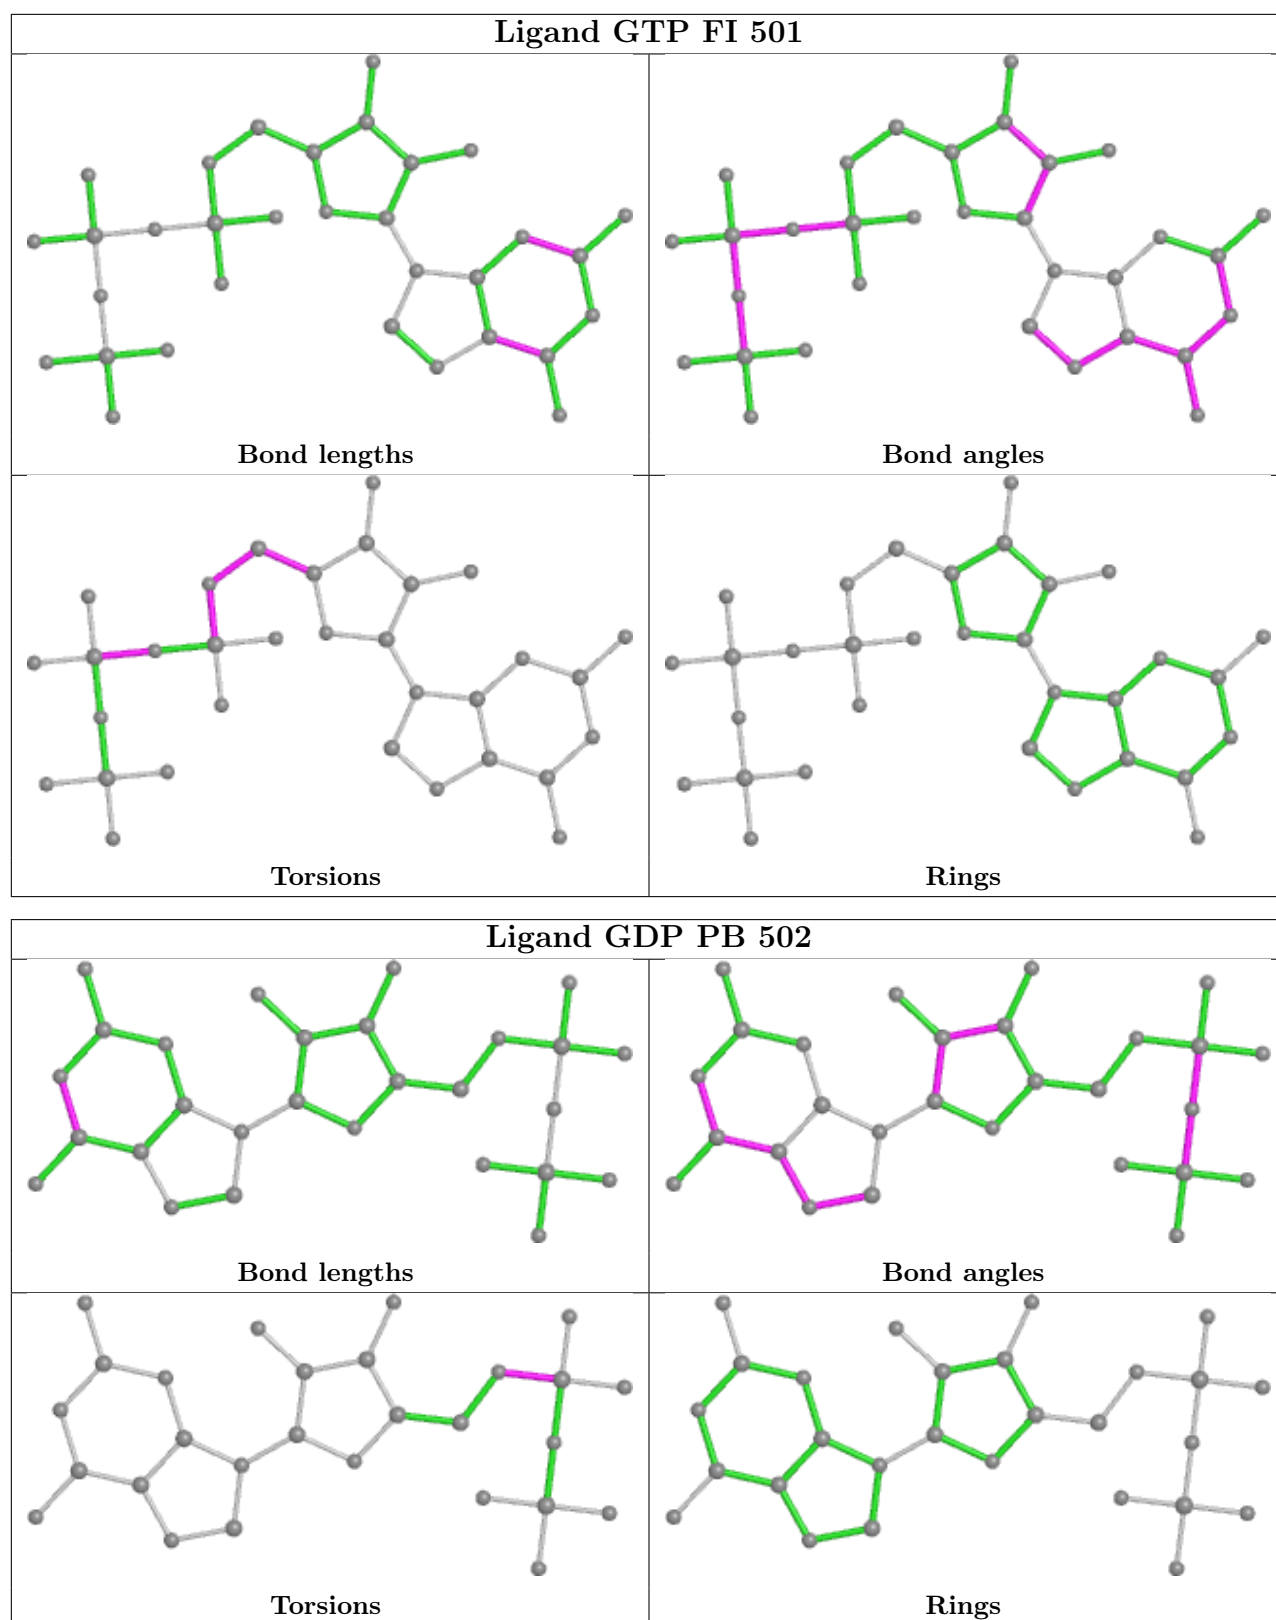 Ligand GTP FI 501
Bond lengths
Bond angles
Torsions
Rings
Ligand GDP PB 502
Bond lengths
Bond angles
Torsions
Rings